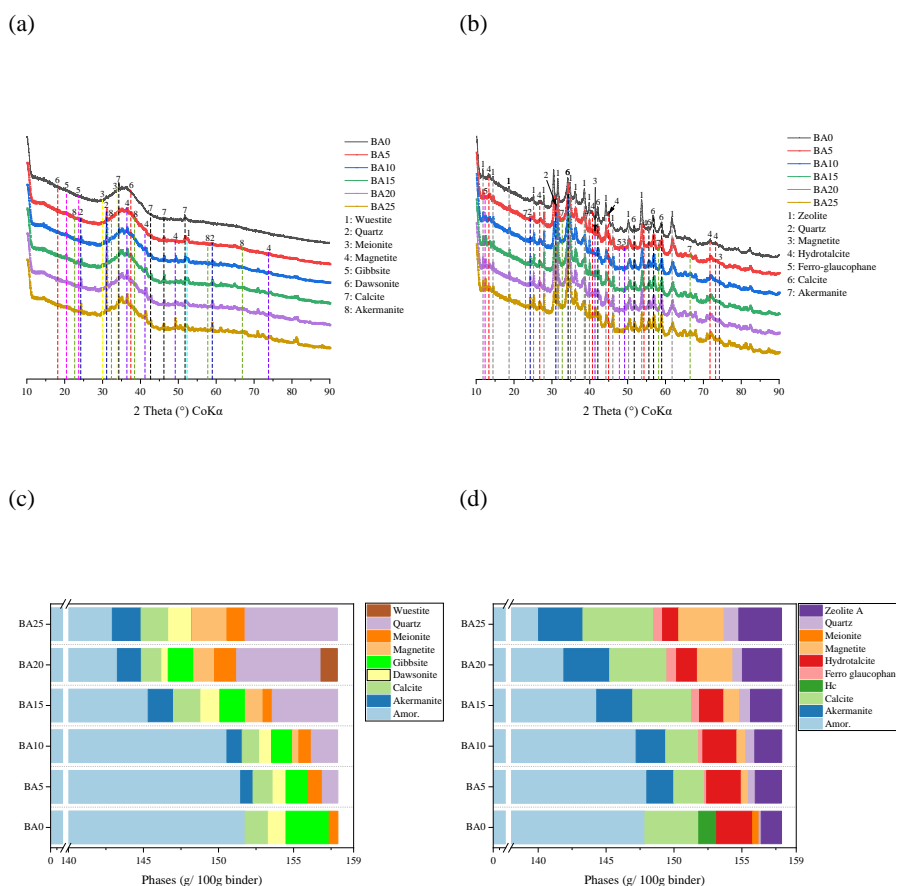 (a)
(b)
BA0
BA5
BA10
BA15
BA20
BA25
1: Wuestite
2: Quartz
3: Meionite
4: Magnetite
5: Gibbsite
6: Dawsonite
7: Calcite
8: Akermanite
10 20 30 40 50 60 70 80 90
2 Theta (°) CoKα
BA0
BA5
BA10
BA15
BA20
BA25
1: Zeolite
2: Quartz
3: Magnetite
4: Hydrotalcite
5: Ferro-glaucophane
6: Calcite
7: Akermanite
10 20 30 40 50 60 70 80 90
2 Theta (°) CoKα
(c)
(d)
BA25
BA20
BA15
BA10
BA5
BA0
Wuestite
Quartz
Meionite
Magnetite
Gibbsite
Dawsonite
Calcite
Akermanite
Amor.
0 140 145 150 155 159
Phases (g/ 100g binder)
BA25
BA20
BA15
BA10
BA5
BA0
Zeolite A
Quartz
Meionite
Magnetite
Hydrotalcite
Ferro glaucophan
Hc
Calcite
Akermanite
Amor.
0 140 145 150 155 159
Phases (g/ 100g binder)